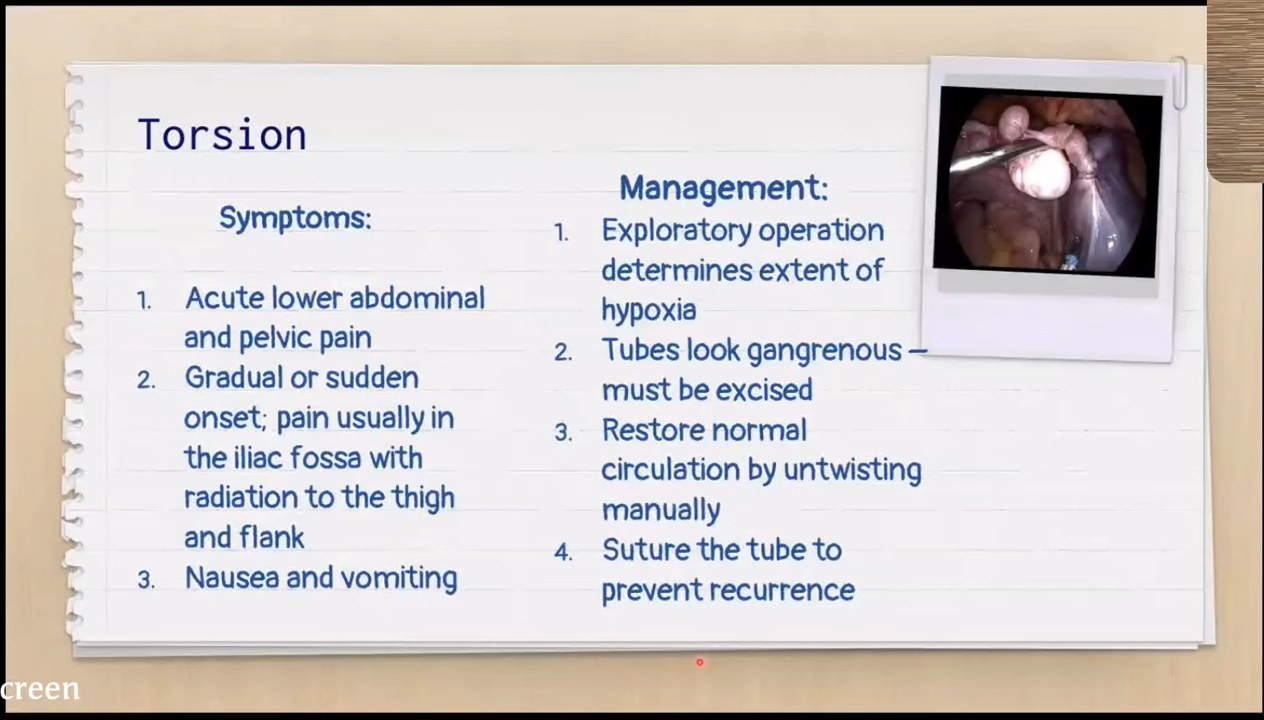 Torsion
Symptoms:
1. Acute lower abdominal
and pelvic pain
2. Gradual or sudden
onset; pain usually in
the iliac fossa with
radiation to the thigh
and flank
3. Nausea and vomiting
Management:
1. Exploratory operation
determines extent of
hypoxia
2. Tubes look gangrenous –
must be excised
3. Restore normal
circulation by untwisting
manually
4. Suture the tube to
prevent recurrence
creen